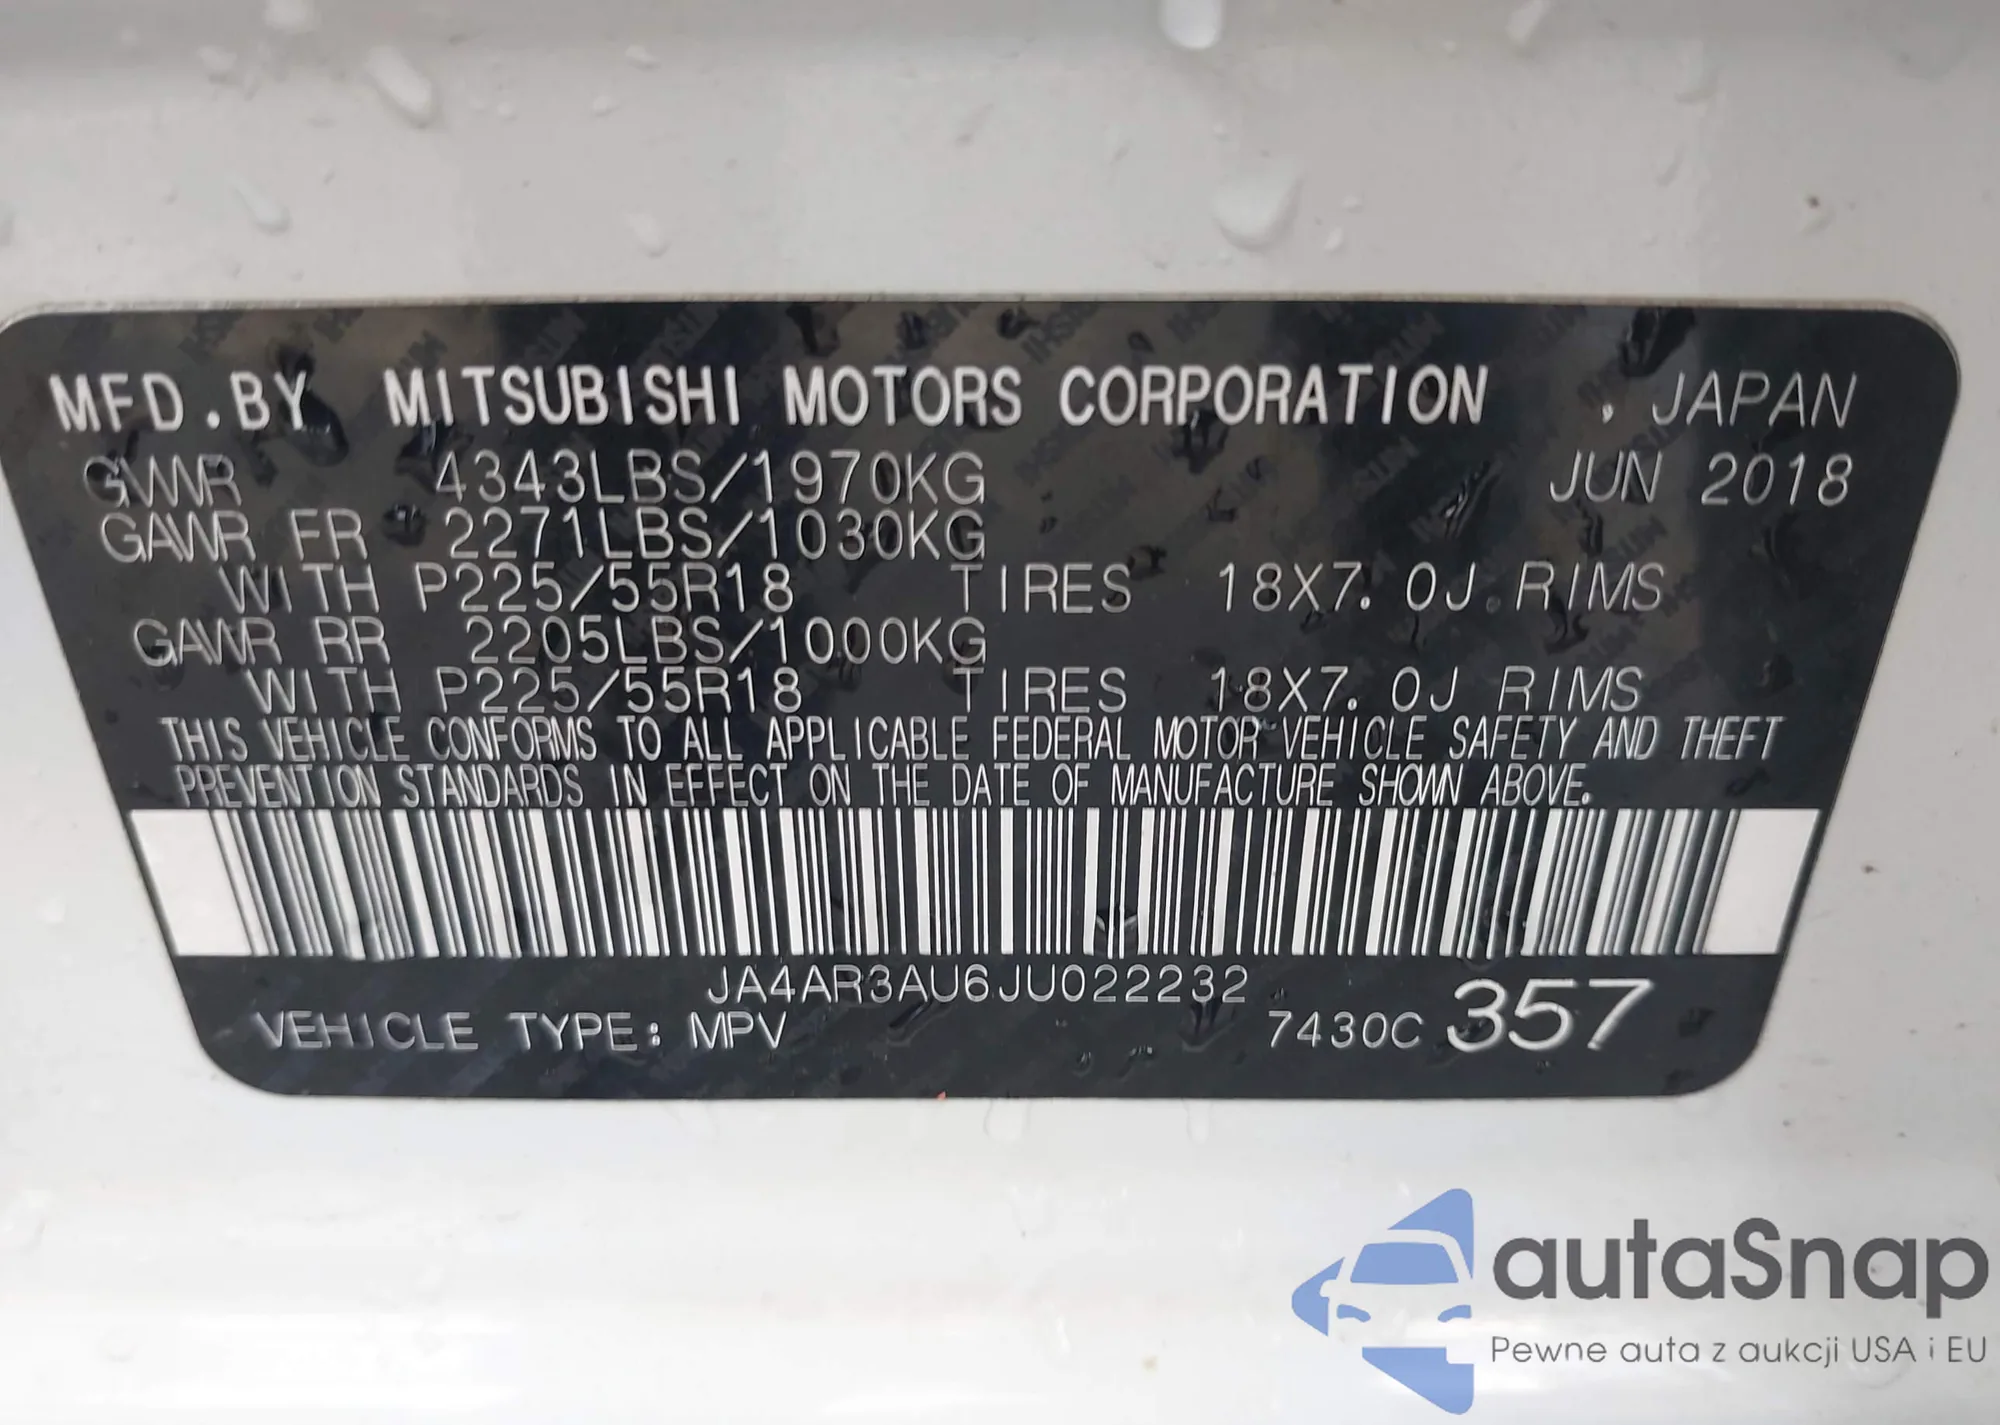 MFD.BY MITSUBISHI MOTORS CORPORATION . JAPAN
GVWR 4343LBS/1970KG JUN 2018
GAWR FR 2271LBS/1030KG
WITH P225/55R18 TIRES 18X7.0J RIMS
GAWR RR 2205LBS/1000KG
WITH P225/55R18 TIRES 18X7.0J RIMS
THIS VEHICLE CONFORMS TO ALL APPLICABLE FEDERAL MOTOR VEHICLE SAFETY AND THEFT
PREVENTION STANDARDS IN EFFECT ON THE DATE OF MANUFACTURE SHOWN ABOVE.
JA4AR3AU6JU022232
VEHICLE TYPE: MPV 7430C 357
autaSnap
Pewne auta z aukcji USA i EU